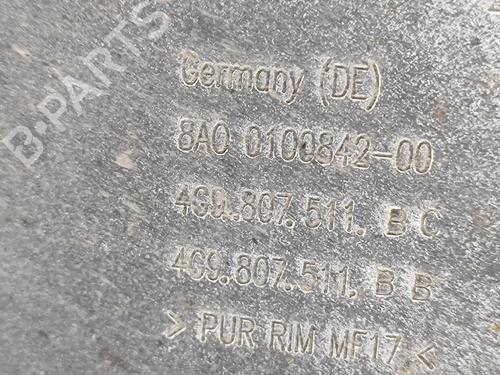 B-PARTS
Germany (DE)
8A0 0100842-00
4G9.807.511. B C
4G9.807.511. B B
> PUR RIM MF17 <